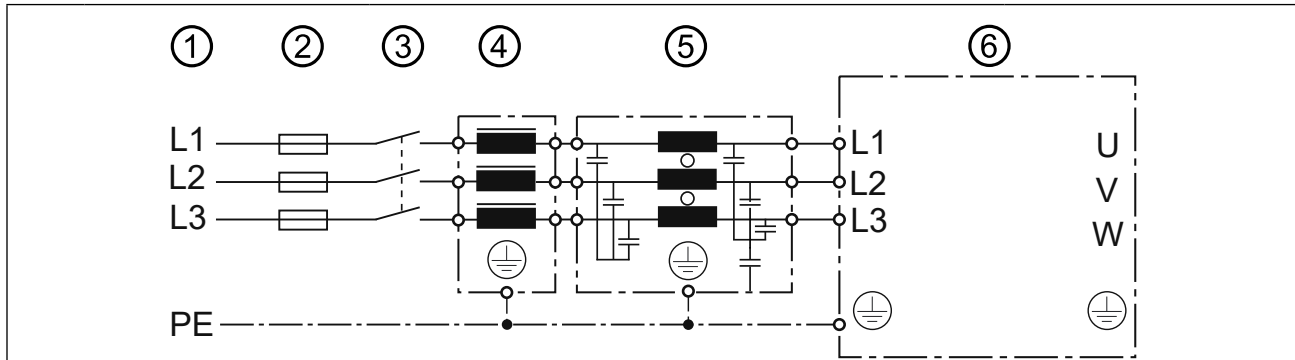 ① ② ③ ④ ⑤ ⑥
L1 L1 U
L2 L2 V
L3 L3 W
PE